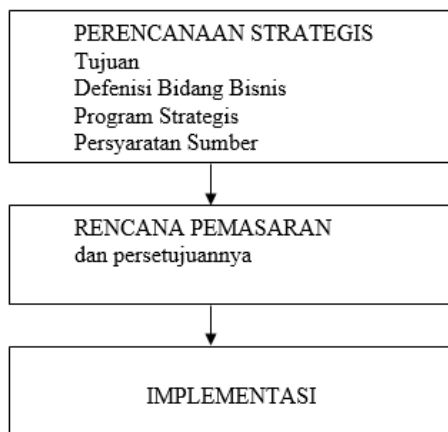 PERENCANAAN STRATEGIS
Tujuan
Defenisi Bidang Bisnis
Program Strategis
Persyaratan Sumber
RENCANA PEMASARAN
dan persetujuannya
IMPLEMENTASI